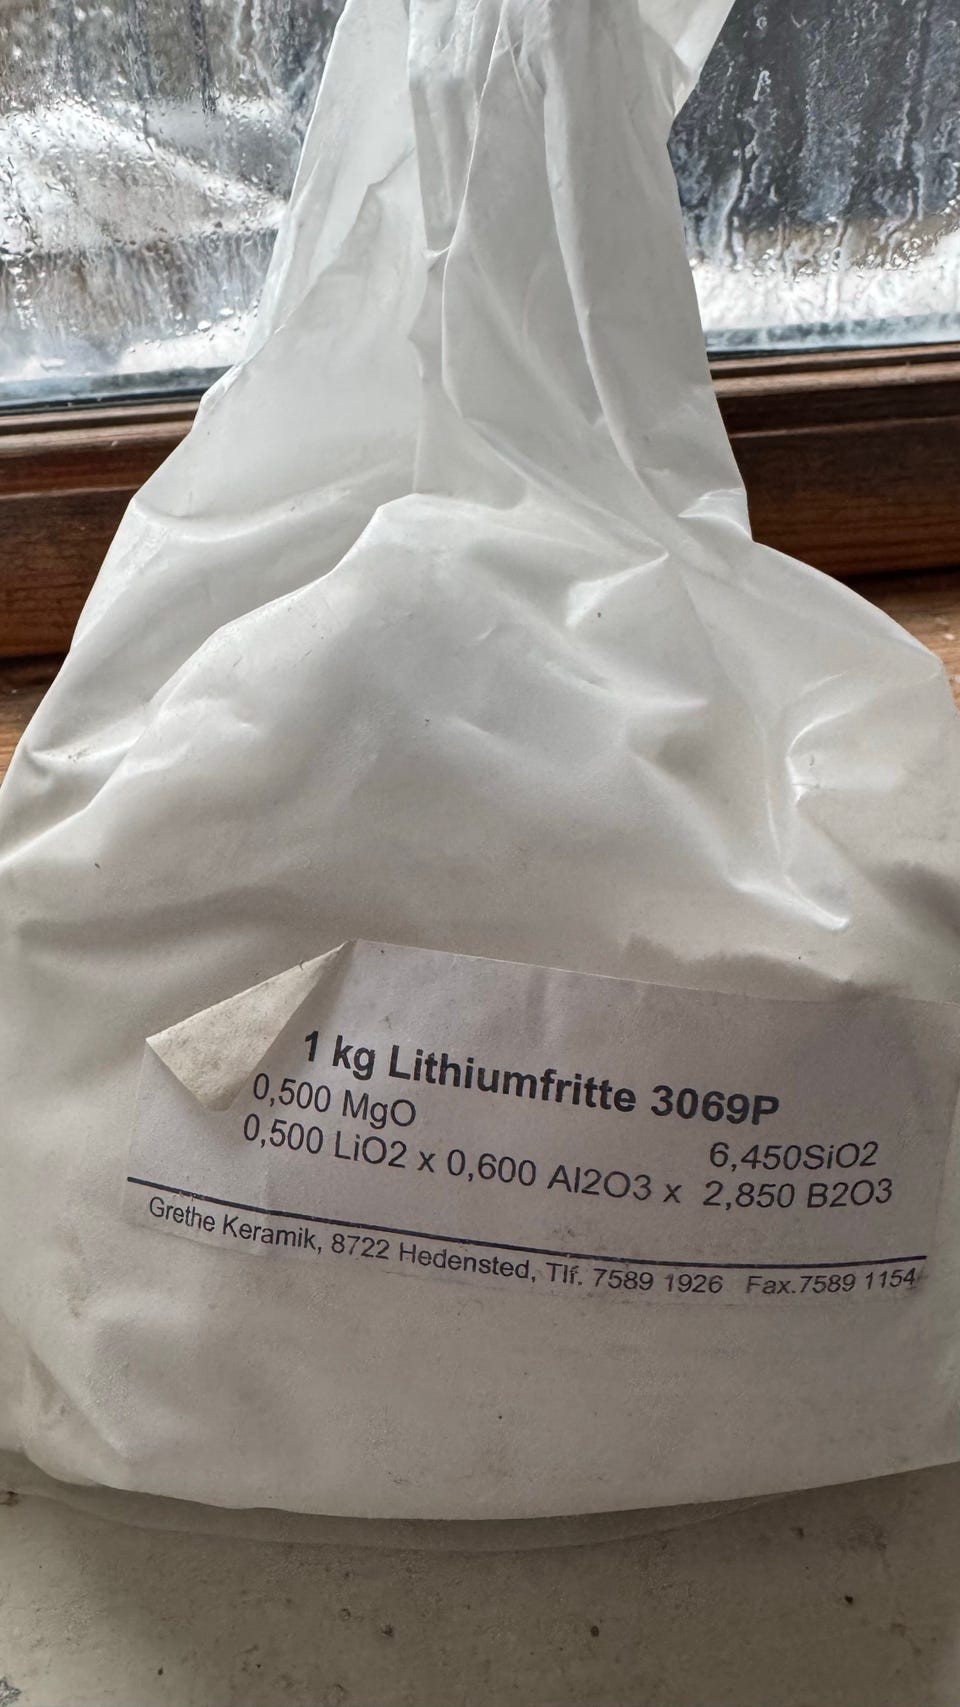 1 kg Lithiumfritte 3069P
0,500 MgO 6,450SiO2
0,500 LiO2 x 0,600 Al2O3 x 2,850 B2O3
Grethe Keramik, 8722 Hedensted, Tlf. 7589 1926 Fax.7589 1154